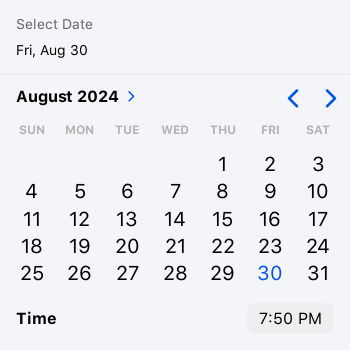 Select Date
Fri, Aug 30
August 2024
SUN MON TUE WED THU FRI SAT
1 2 3
4 5 6 7 8 9 10
11 12 13 14 15 16 17
18 19 20 21 22 23 24
25 26 27 28 29 30 31
Time 7:50 PM